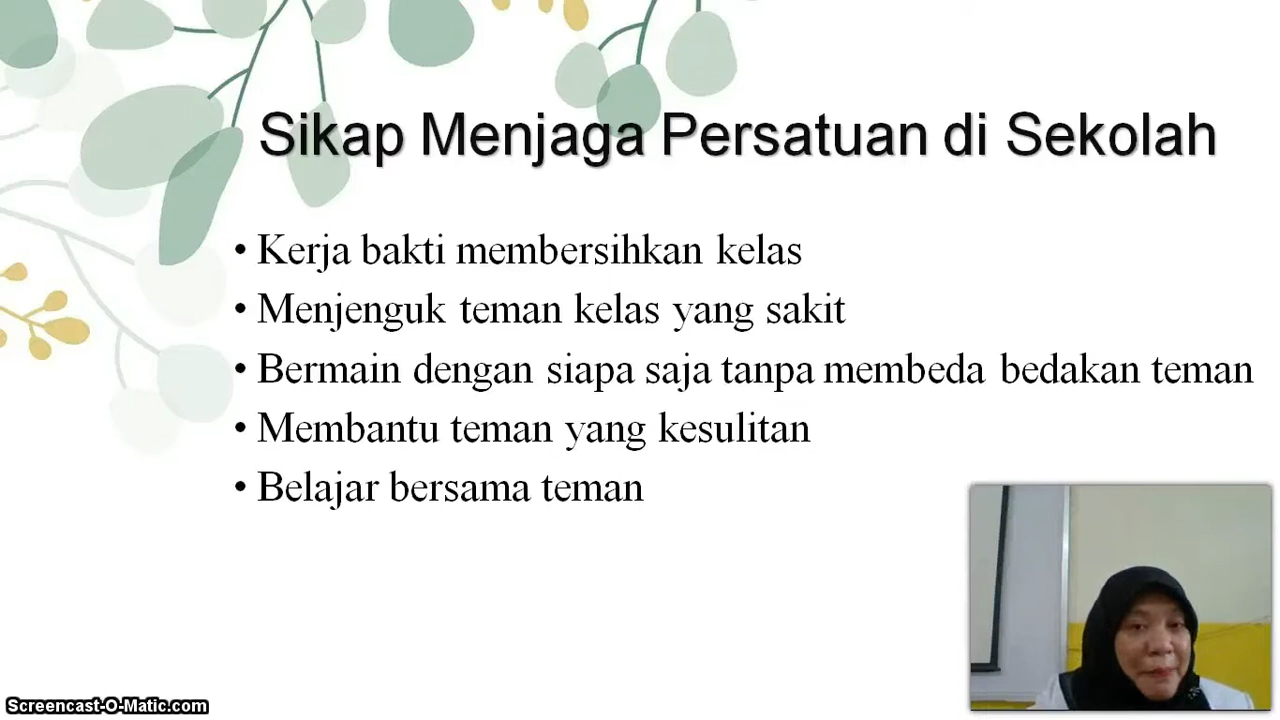 Sikap Menjaga Persatuan di Sekolah
• Kerja bakti membersihkan kelas
• Menjenguk teman kelas yang sakit
• Bermain dengan siapa saja tanpa membeda bedakan teman
• Membantu teman yang kesulitan
• Belajar bersama teman
Screencast-O-Matic.com